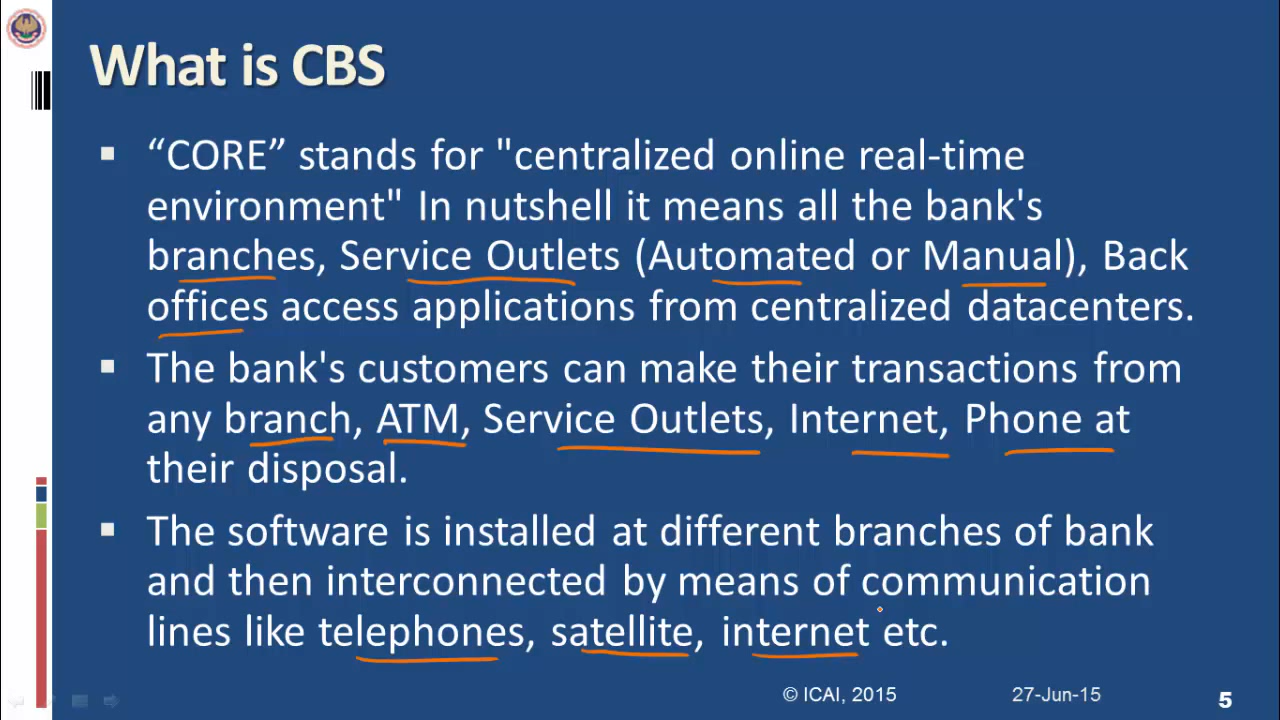 What is CBS
▪ “CORE” stands for "centralized online real-time
environment" In nutshell it means all the bank's
branches, Service Outlets (Automated or Manual), Back
offices access applications from centralized datacenters.
▪ The bank's customers can make their transactions from
any branch, ATM, Service Outlets, Internet, Phone at
their disposal.
▪ The software is installed at different branches of bank
and then interconnected by means of communication
lines like telephones, satellite, internet etc.
© ICAI, 2015 27-Jun-15 5